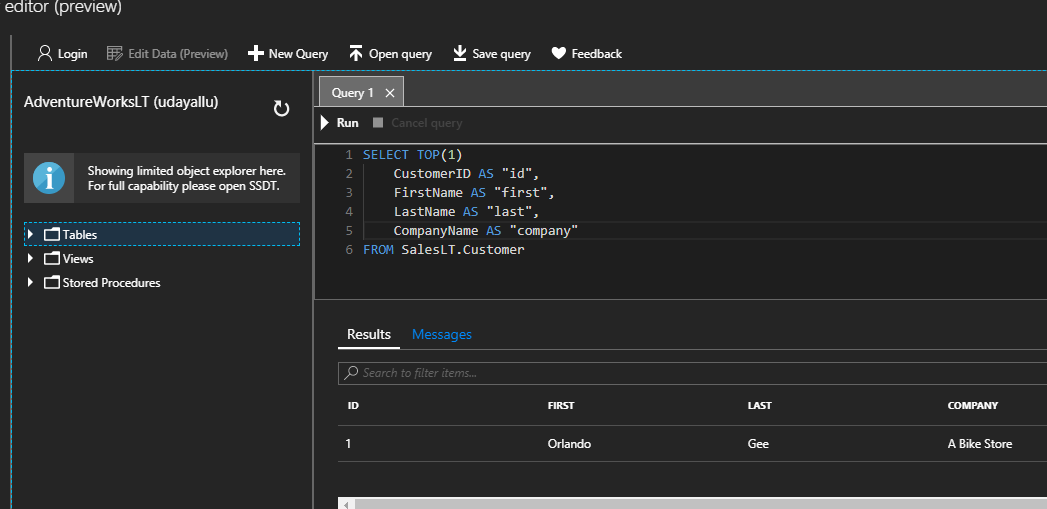 editor (preview)
Login Edit Data (Preview) New Query Open query Save query Feedback
AdventureWorksLT (udayallu)
Showing limited object explorer here.
For full capability please open SSDT.
Tables
Views
Stored Procedures
Query 1
Run Cancel query
1 SELECT TOP(1)
2 CustomerID AS "id",
3 FirstName AS "first",
4 LastName AS "last",
5 CompanyName AS "company"
6 FROM SalesLT.Customer
Results Messages
Search to filter items...
ID FIRST LAST COMPANY
1 Orlando Gee A Bike Store